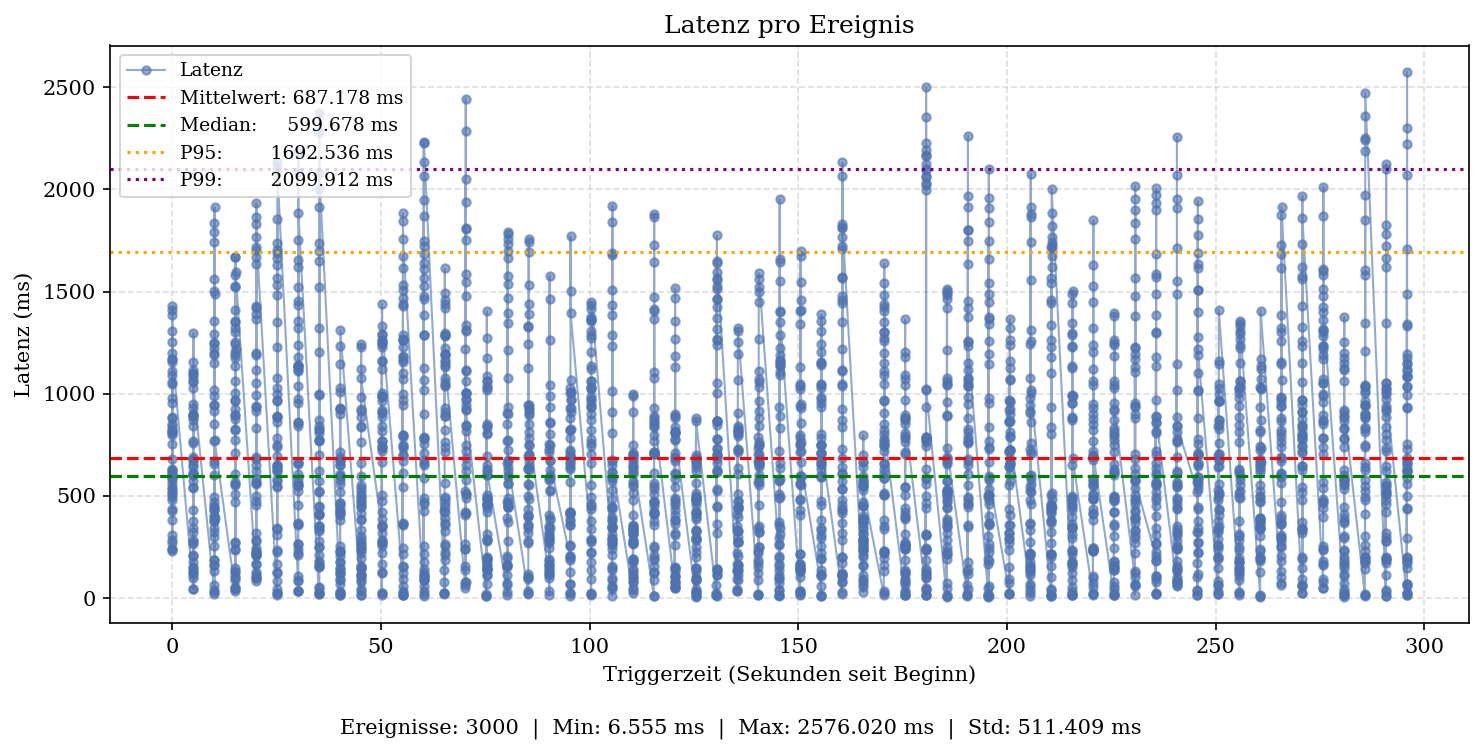 Latenz pro Ereignis
Latenz
Mittelwert: 687.178 ms
Median: 599.678 ms
P95: 1692.536 ms
P99: 2099.912 ms
Latenz (ms)
2500
2000
1500
1000
500
0
0 50 100 150 200 250 300
Triggerzeit (Sekunden seit Beginn)
Ereignisse: 3000 | Min: 6.555 ms | Max: 2576.020 ms | Std: 511.409 ms